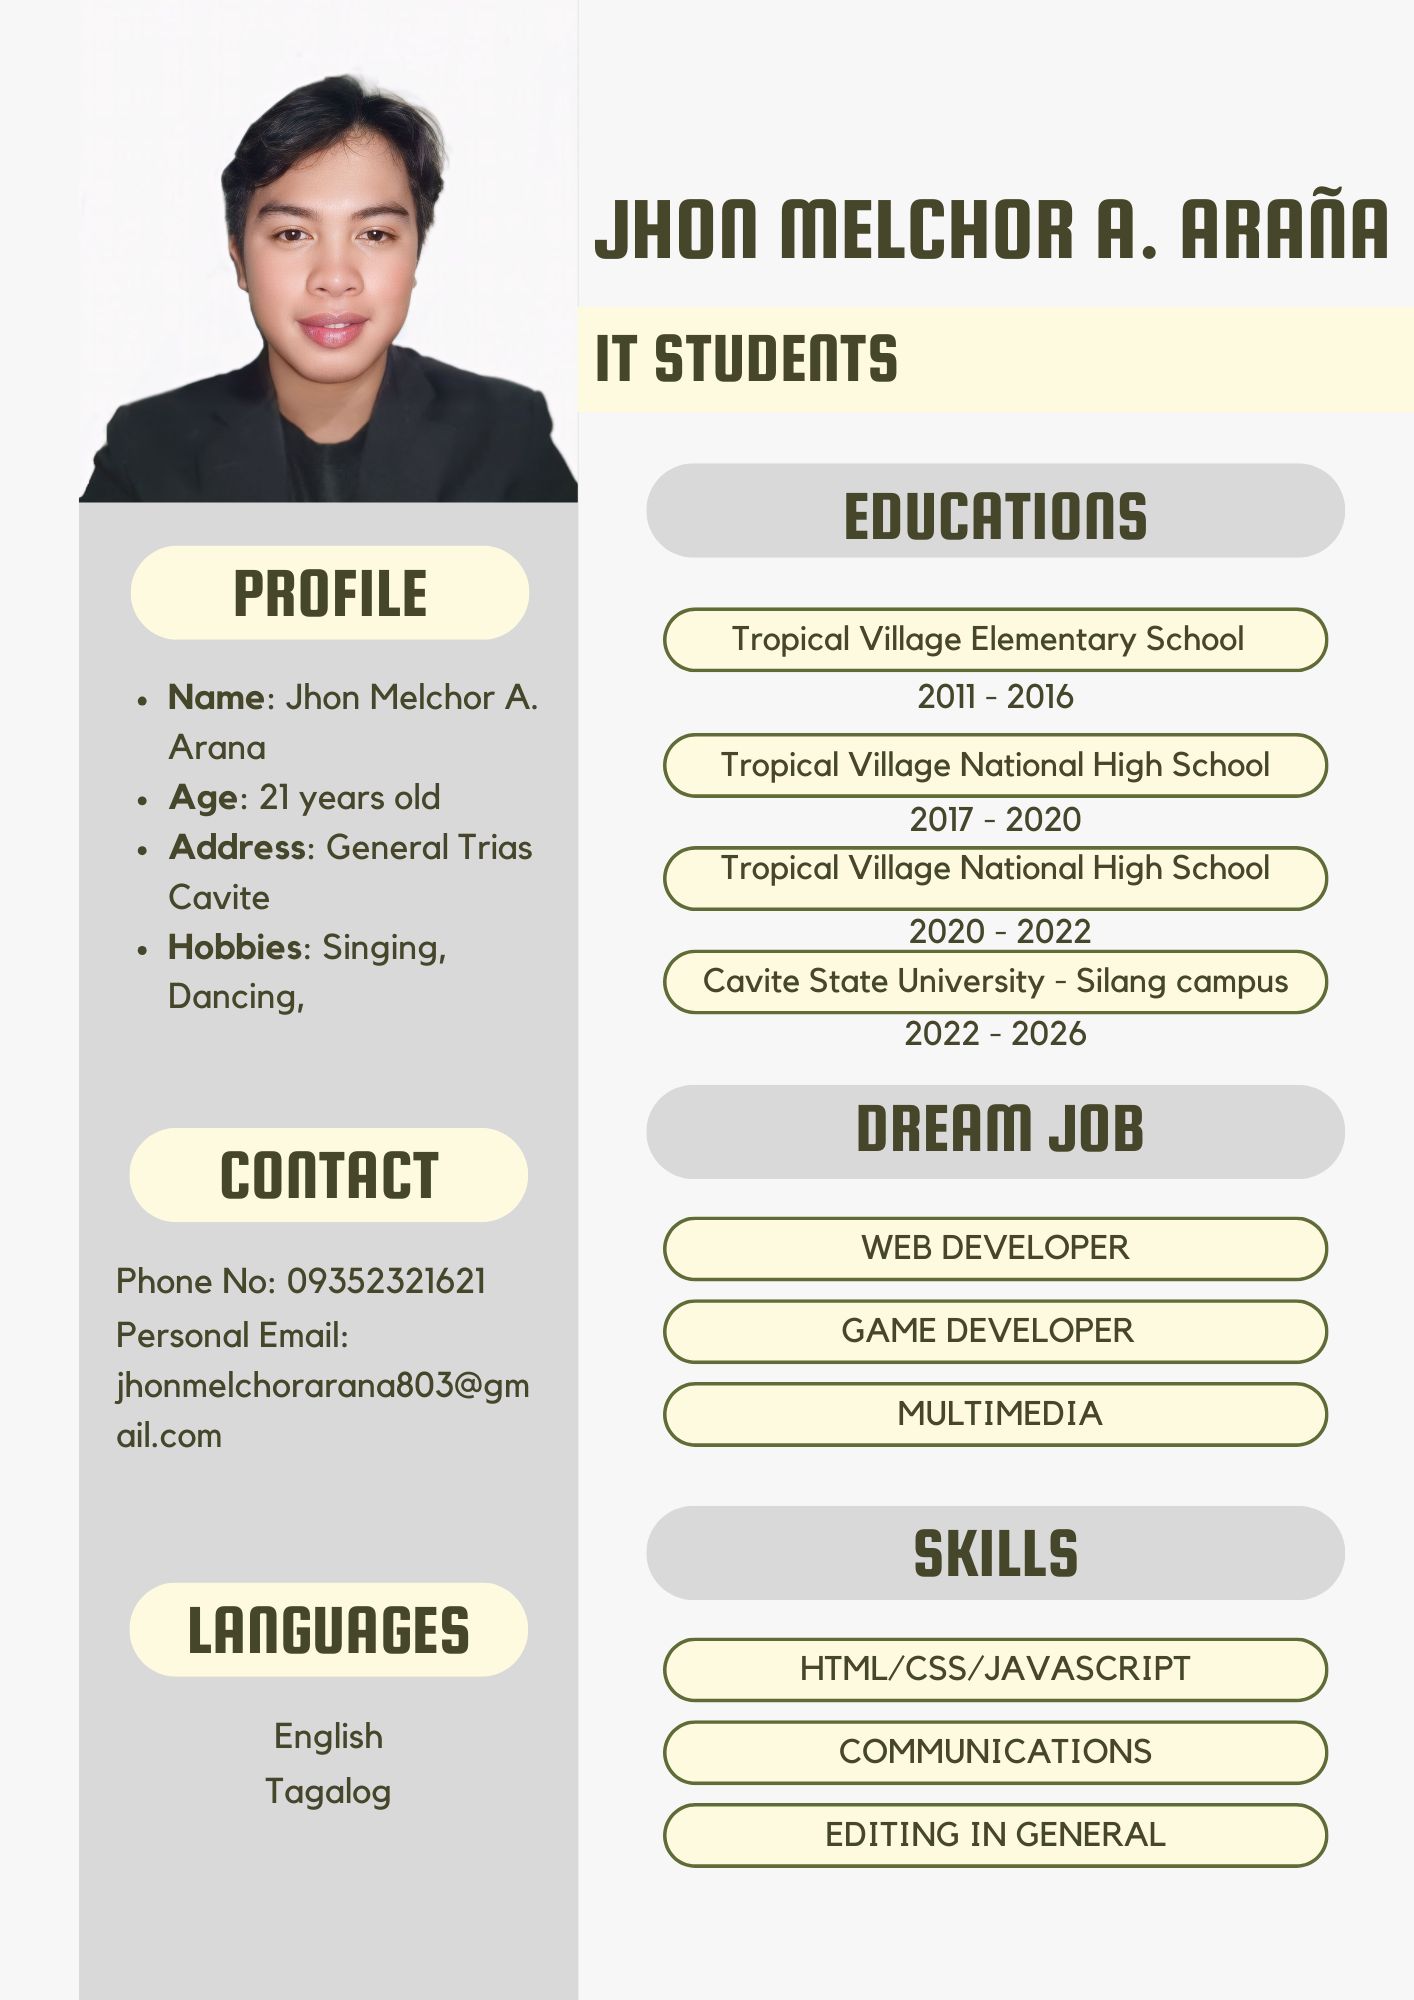 JHON MELCHOR A. ARAÑA
IT STUDENTS
PROFILE
• Name: Jhon Melchor A.
Arana
• Age: 21 years old
• Address: General Trias
Cavite
• Hobbies: Singing,
Dancing,
CONTACT
Phone No: 09352321621
Personal Email:
jhonmelchorarana803@gm
ail.com
LANGUAGES
English
Tagalog
EDUCATIONS
Tropical Village Elementary School
2011 - 2016
Tropical Village National High School
2017 - 2020
Tropical Village National High School
2020 - 2022
Cavite State University - Silang campus
2022 - 2026
DREAM JOB
WEB DEVELOPER
GAME DEVELOPER
MULTIMEDIA
SKILLS
HTML/CSS/JAVASCRIPT
COMMUNICATIONS
EDITING IN GENERAL